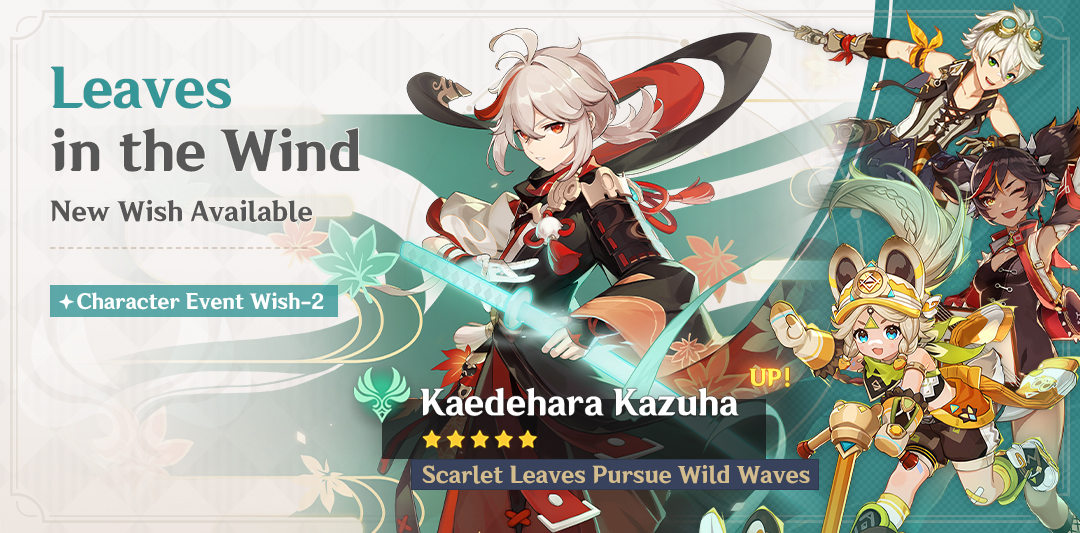 Leaves
in the Wind
New Wish Available
Character Event Wish-2
UP!
Kaedehara Kazuha
Scarlet Leaves Pursue Wild Waves